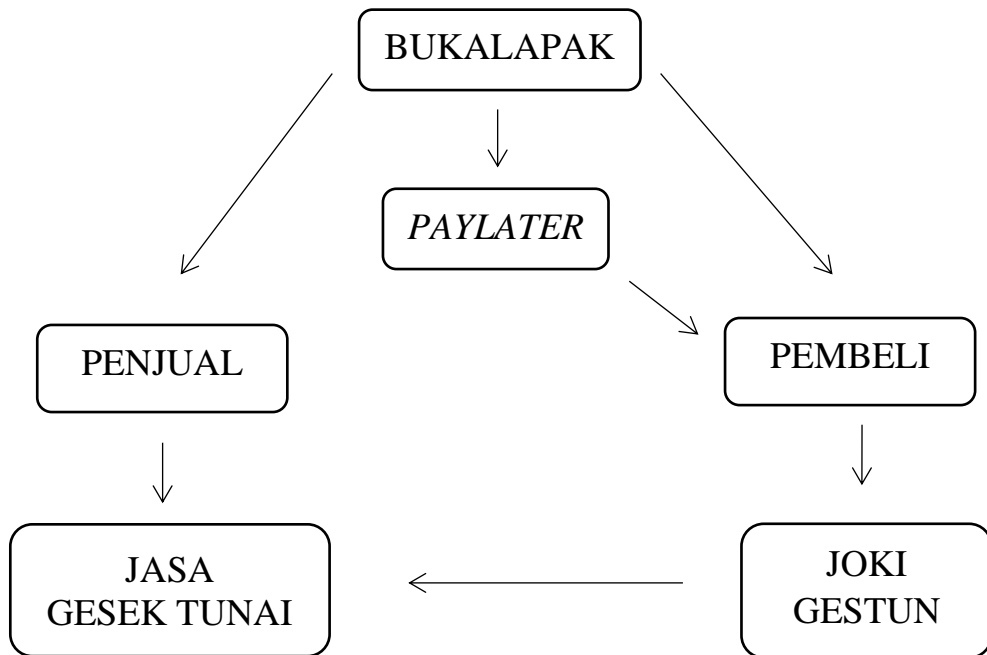 BUKALAPAK
PAYLATER
PENJUAL
PEMBELI
JASA
GESEK TUNAI
JOKI
GESTUN